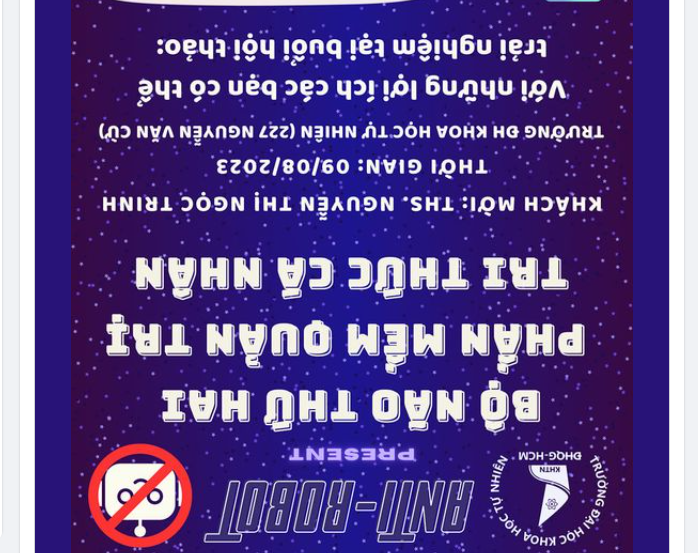 TRƯỜNG ĐẠI HỌC KHOA HỌC TỰ NHIÊN
KHTN
ĐHQG-HCM
ANTI-ROBOT
PRESENT
BỘ NÃO THỨ HAI
PHẦN MỀM QUẢN TRỊ
TRI THỨC CÁ NHÂN
KHÁCH MỜI: THS. NGUYỄN THỊ NGỌC TRINH
THỜI GIAN: 09/08/2023
TRƯỜNG ĐH KHOA HỌC TỰ NHIÊN (227 NGUYỄN VĂN CỪ)
Với những lợi ích các bạn có thể
trải nghiệm tại buổi hội thảo: